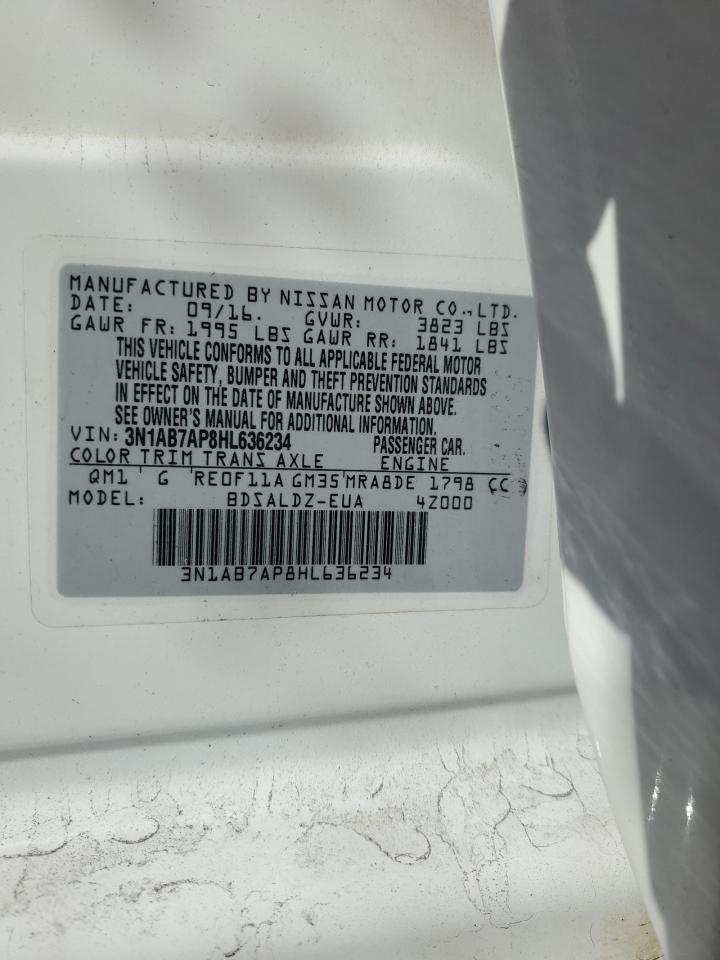 MANUFACTURED BY NISSAN MOTOR CO.,LTD.
DATE: 09/16. GVWR: 3823 LBS
GAWR FR: 1995 LBS GAWR RR: 1841 LBS
THIS VEHICLE CONFORMS TO ALL APPLICABLE FEDERAL MOTOR
VEHICLE SAFETY, BUMPER AND THEFT PREVENTION STANDARDS
IN EFFECT ON THE DATE OF MANUFACTURE SHOWN ABOVE.
SEE OWNER'S MANUAL FOR ADDITIONAL INFORMATION.
VIN: 3N1AB7AP8HL636234 PASSENGER CAR.
COLOR TRIM TRANS AXLE ENGINE
QM1 ' G 'RE0F11A GM35'MRA8DE 1798 CC
MODEL: BDSALDZ-EUA 4Z000
3N1AB7AP8HL636234